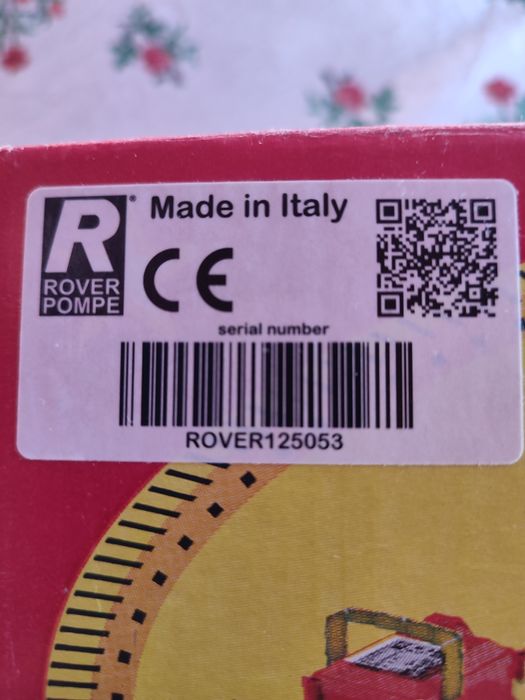 R®
ROVER
POMPE
Made in Italy
CE
serial number
ROVER125053